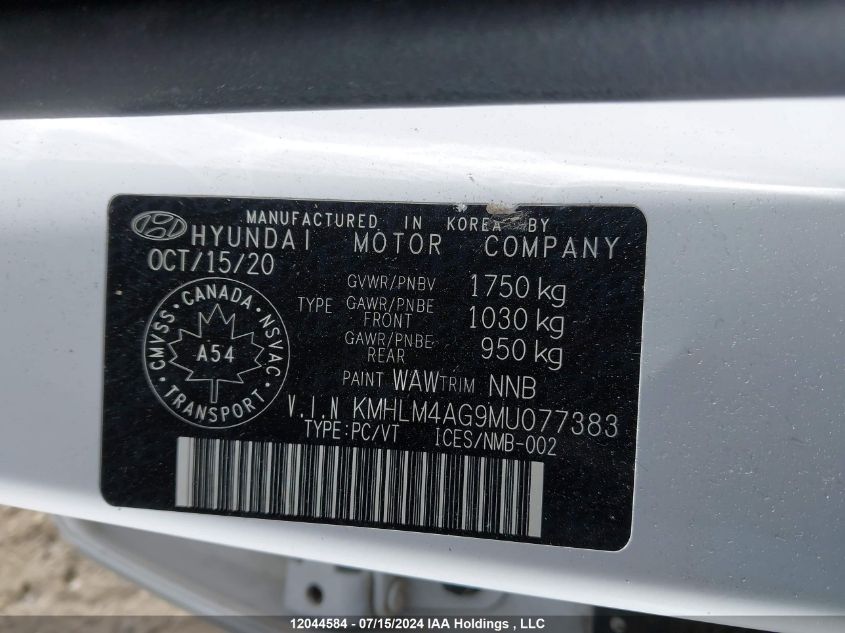 MANUFACTURED IN KOREA BY
HYUNDAI MOTOR COMPANY
OCT/15/20
GVWR/PNBV 1750 kg
TYPE GAWR/PNBE FRONT 1030 kg
GAWR/PNBE REAR 950 kg
PAINT WAW TRIM NNB
CANADA
CMVSS · NSVAC
A54
TRANSPORT
V.I.N KMHLM4AG9MU077383
TYPE:PC/VT ICES/NMB-002
12044584 - 07/15/2024 IAA Holdings , LLC